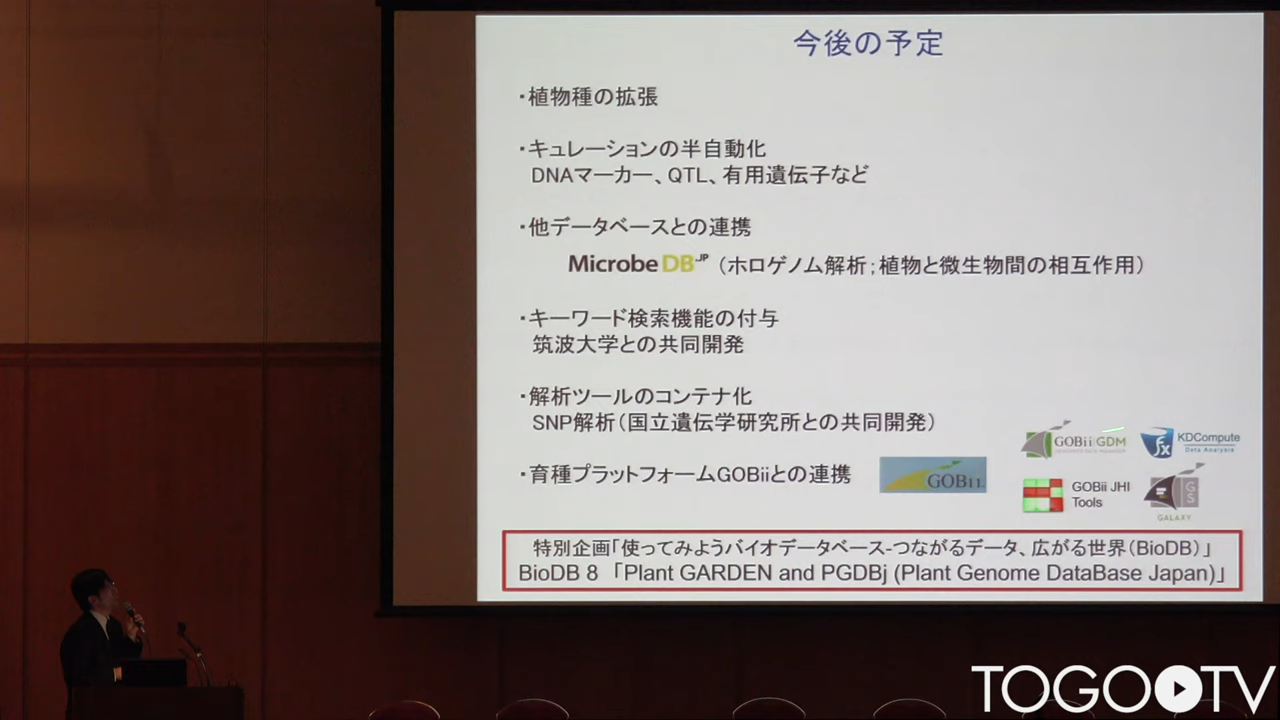 今後の予定
・植物種の拡張
・キュレーションの半自動化
DNAマーカー、QTL、有用遺伝子など
・他データベースとの連携
MicrobeDB.JP（ホロゲノム解析；植物と微生物間の相互作用）
・キーワード検索機能の付与
筑波大学との共同開発
・解析ツールのコンテナ化
SNP解析（国立遺伝学研究所との共同開発）
GOBii GDM
KDCompute
Data Analysis
・育種プラットフォームGOBiiとの連携
GOBii
GOBii JHI
Tools
GS
GALAXY
特別企画「使ってみようバイオデータベース-つながるデータ、広がる世界（BioDB）」
BioDB 8 「Plant GARDEN and PGDBj (Plant Genome DataBase Japan)」
TOGO TV